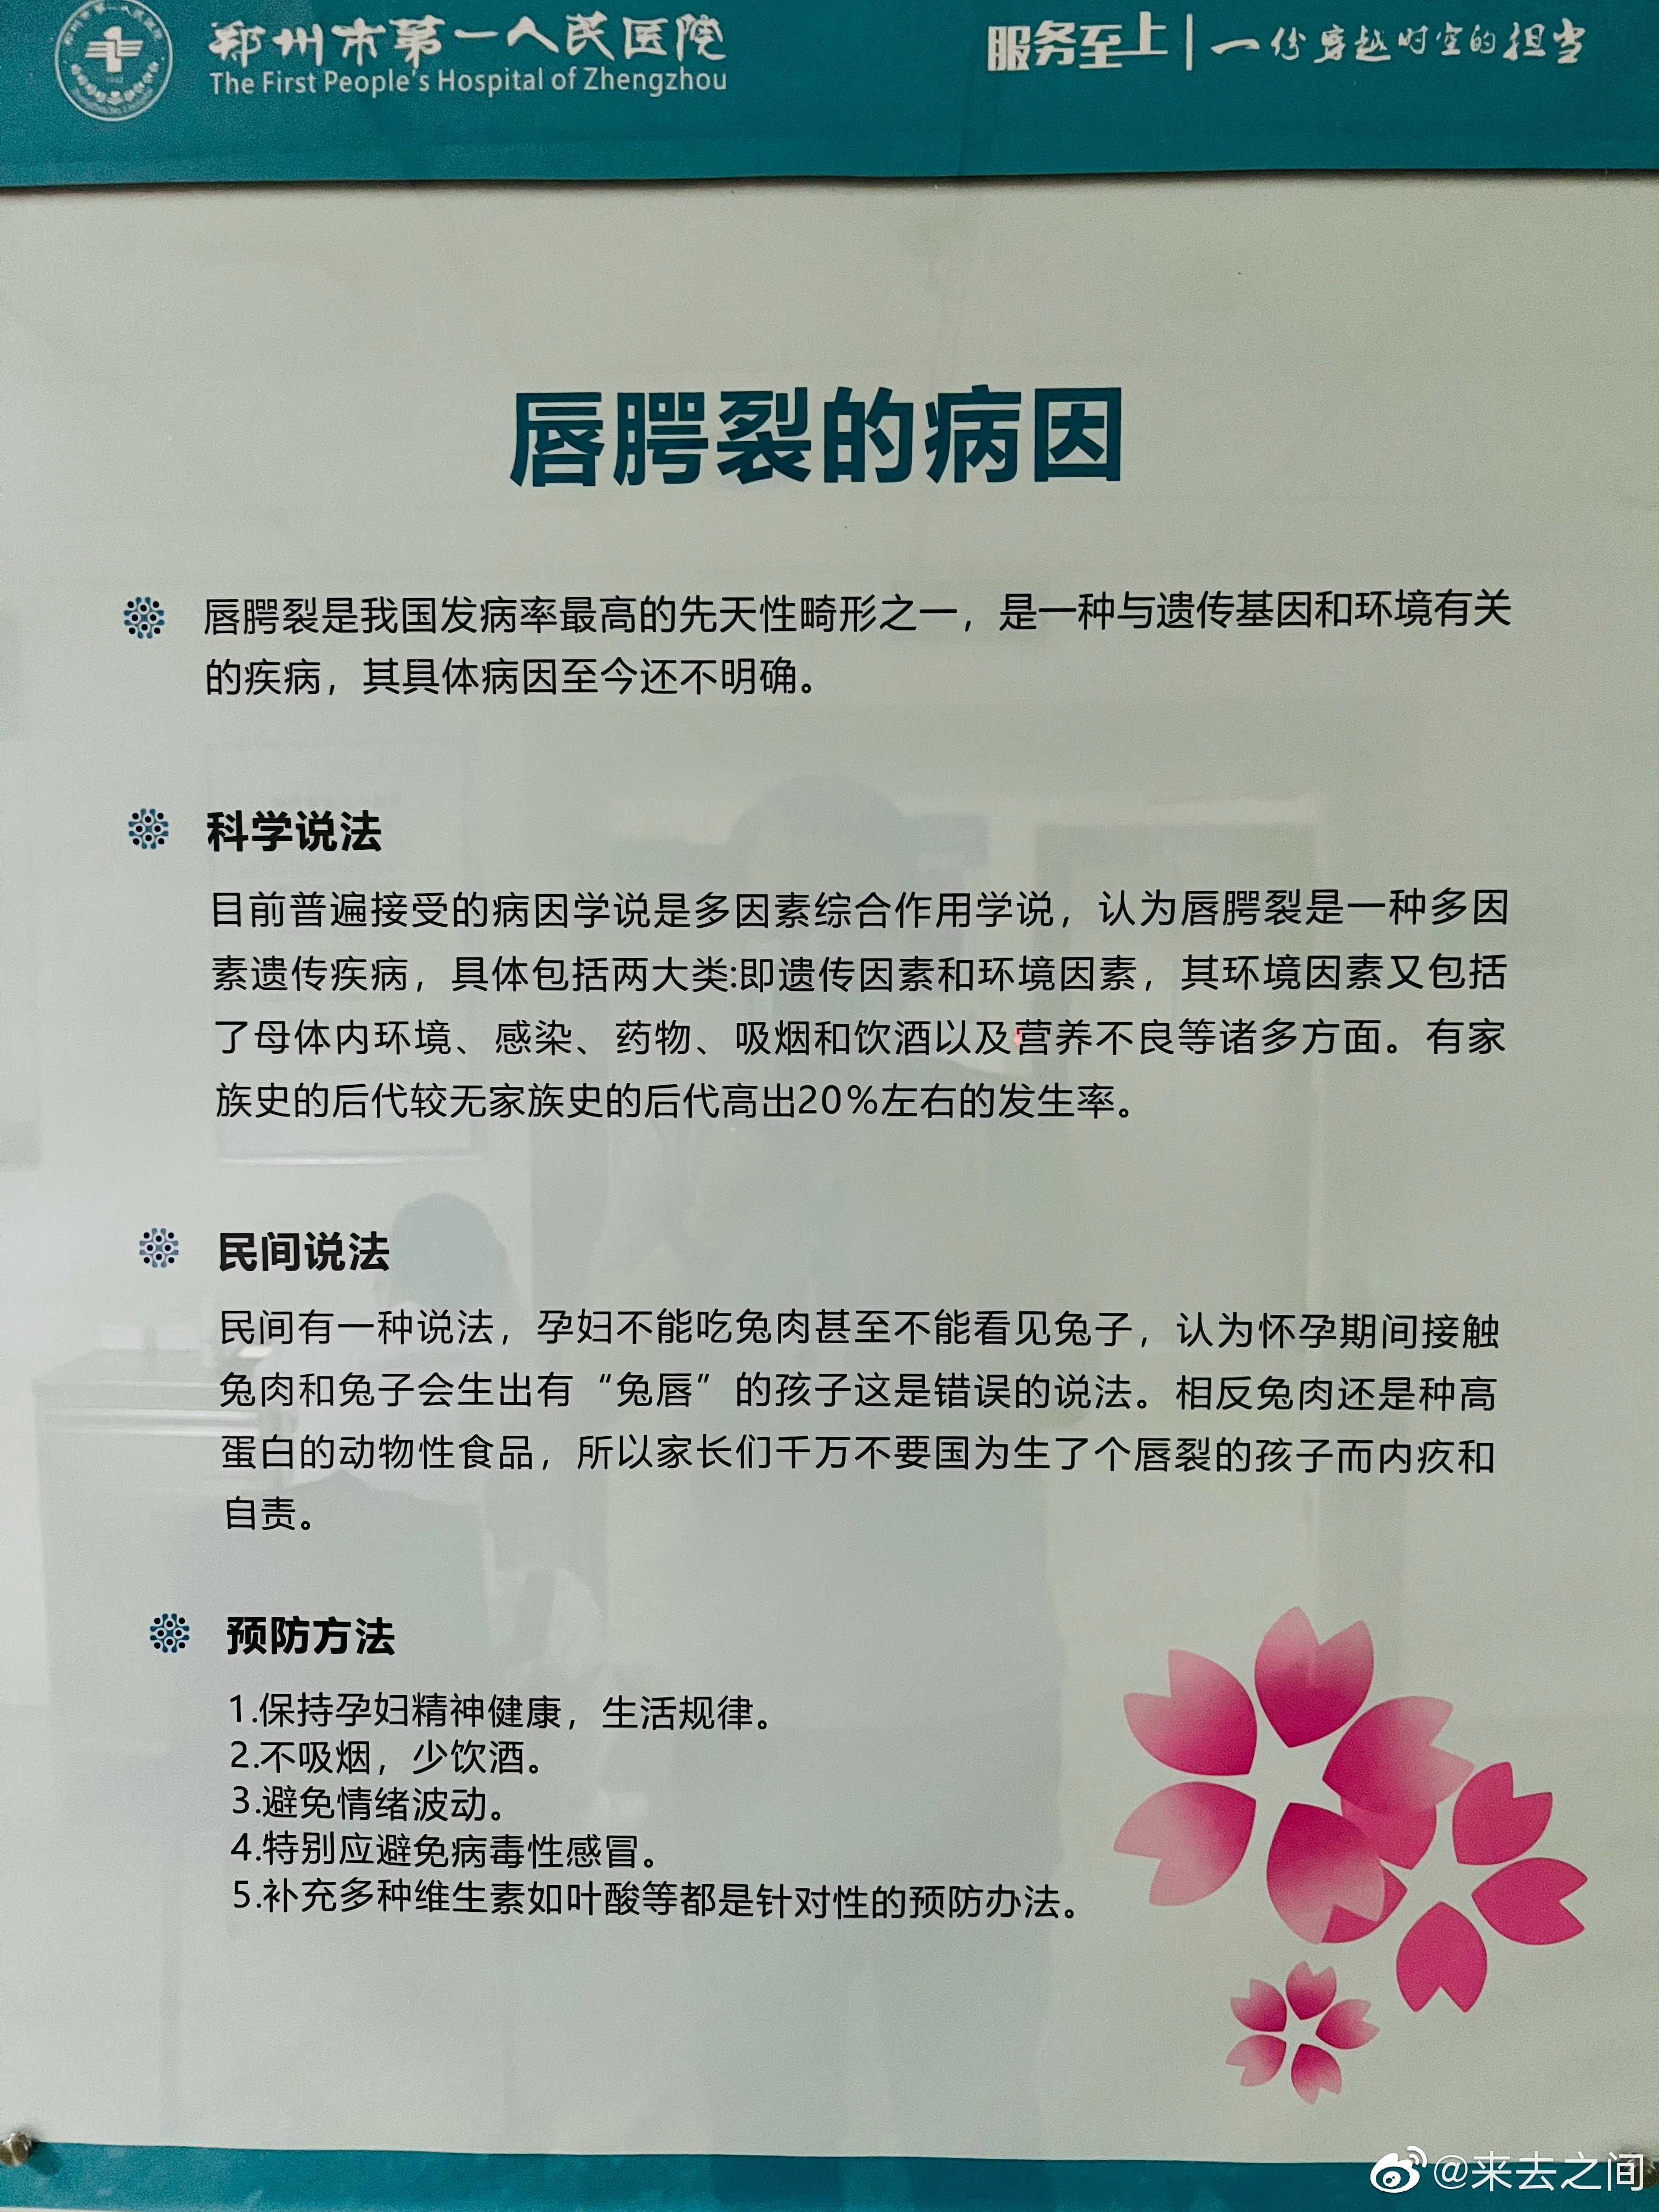 郑州市第一人民医院
The First People's Hospital of Zhengzhou
服务至上|一份穿越时空的担当
唇腭裂的病因
唇腭裂是我国发病率最高的先天性畸形之一，是一种与遗传基因和环境有关
的疾病，其具体病因至今还不明确。
科学说法
目前普遍接受的病因学说是多因素综合作用学说，认为唇腭裂是一种多因
素遗传疾病，具体包括两大类:即遗传因素和环境因素，其环境因素又包括
了母体内环境、感染、药物、吸烟和饮酒以及营养不良等诸多方面。有家
族史的后代较无家族史的后代高出20%左右的发生率。
民间说法
民间有一种说法，孕妇不能吃兔肉甚至不能看见兔子，认为怀孕期间接触
兔肉和兔子会生出有“兔唇”的孩子这是错误的说法。相反兔肉还是种高
蛋白的动物性食品，所以家长们千万不要国为生了个唇裂的孩子而内疚和
自责。
预防方法
1.保持孕妇精神健康，生活规律。
2.不吸烟，少饮酒。
3.避免情绪波动。
4.特别应避免病毒性感冒。
5.补充多种维生素如叶酸等都是针对性的预防办法。
@来去之间